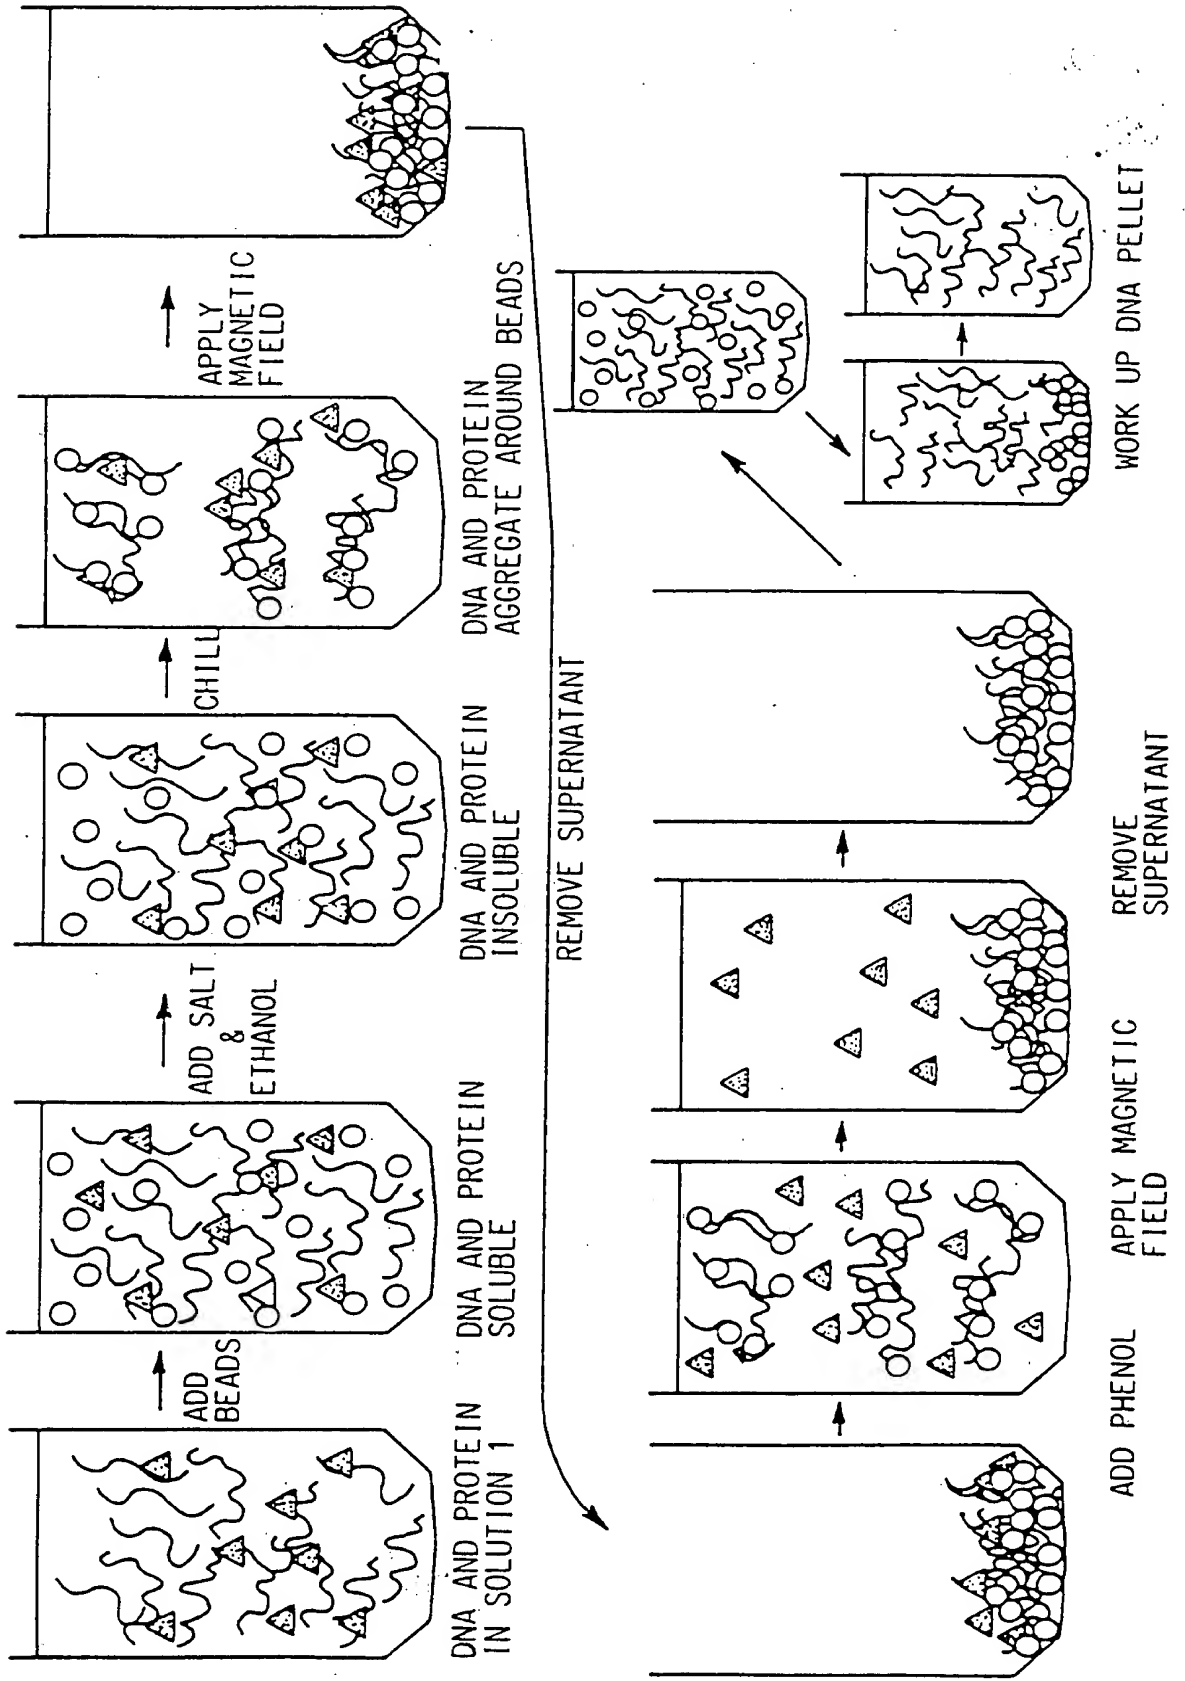 DNA AND PROTEIN
IN SOLUTION 1
ADD
BEADS
DNA AND PROTEIN
SOLUBLE
ADD SALT
&
ETHANOL
DNA AND PROTEIN
INSOLUBLE
CHILL
DNA AND PROTEIN
AGGREGATE AROUND BEADS
APPLY
MAGNETIC
FIELD
REMOVE SUPERNATANT
ADD PHENOL
APPLY MAGNETIC
FIELD
REMOVE
SUPERNATANT
WORK UP DNA PELLET